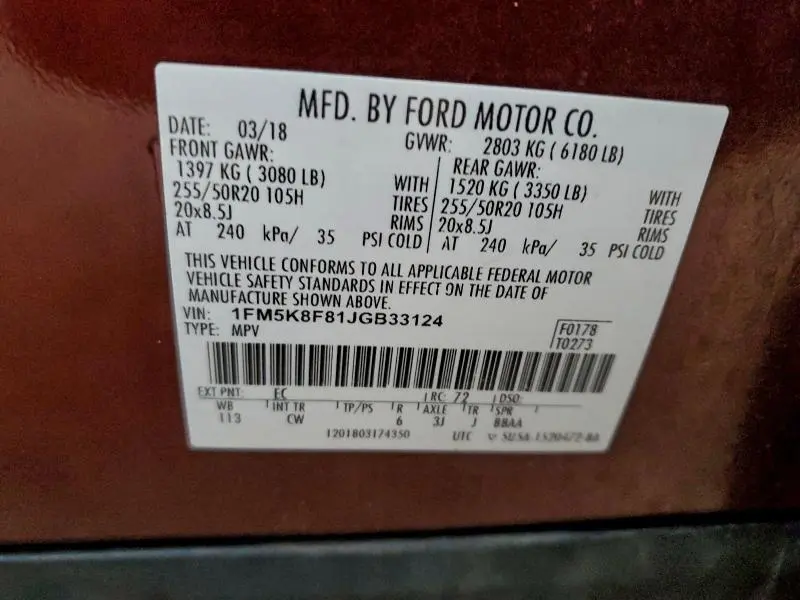 MFD. BY FORD MOTOR CO.
DATE: 03/18 GVWR: 2803 KG ( 6180 LB)
FRONT GAWR: REAR GAWR:
1397 KG ( 3080 LB) WITH 1520 KG ( 3350 LB) WITH
255/50R20 105H TIRES 255/50R20 105H TIRES
20x8.5J RIMS 20x8.5J RIMS
AT 240 kPa/ 35 PSI COLD AT 240 kPa/ 35 PSI COLD
THIS VEHICLE CONFORMS TO ALL APPLICABLE FEDERAL MOTOR
VEHICLE SAFETY STANDARDS IN EFFECT ON THE DATE OF
MANUFACTURE SHOWN ABOVE.
VIN: 1FM5K8F81JGB33124
TYPE: MPV F0178
T0273
EXT PNT: EC RC: 72 DSO:
WB INT TR TP/PS R AXLE TR SPR
113 CW 6 3J J BBAA
1201803174350 UTC